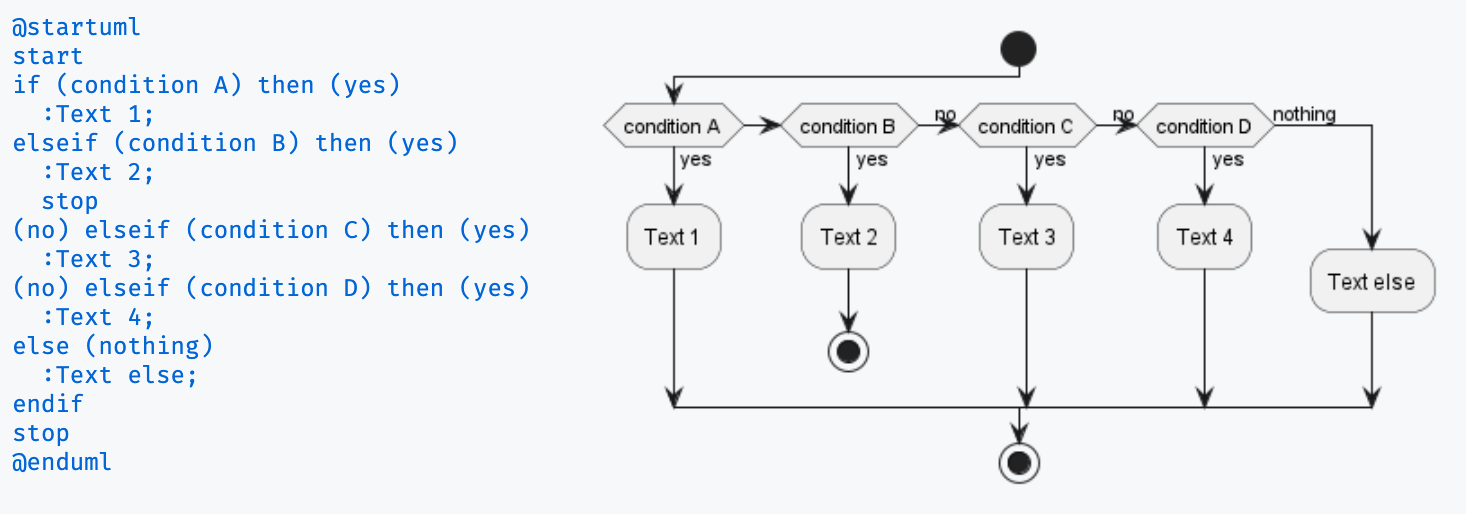 @startuml
start
if (condition A) then (yes)
  :Text 1;
elseif (condition B) then (yes)
  :Text 2;
  stop
(no) elseif (condition C) then (yes)
  :Text 3;
(no) elseif (condition D) then (yes)
  :Text 4;
else (nothing)
  :Text else;
endif
stop
@enduml
condition A
condition B
no
condition C
no
condition D
nothing
yes
yes
yes
yes
Text 1
Text 2
Text 3
Text 4
Text else